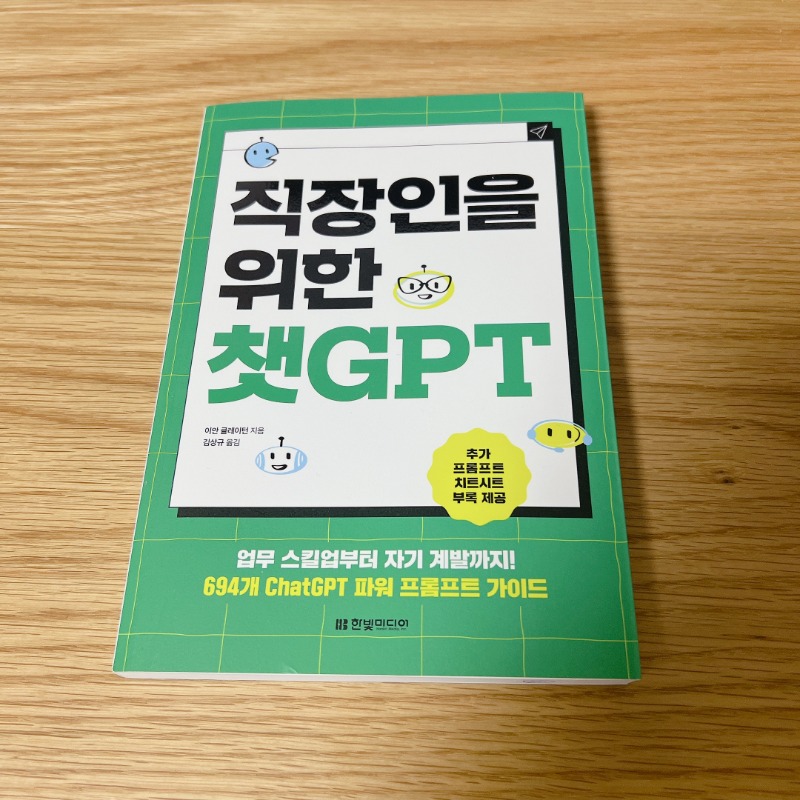 직장인을
위한
챗GPT
이안 클레이턴 지음
김상규 옮김
추가
프롬프트
치트시트
부록 제공
업무 스킬업부터 자기 계발까지!
694개 ChatGPT 파워 프롬프트 가이드
한빛미디어